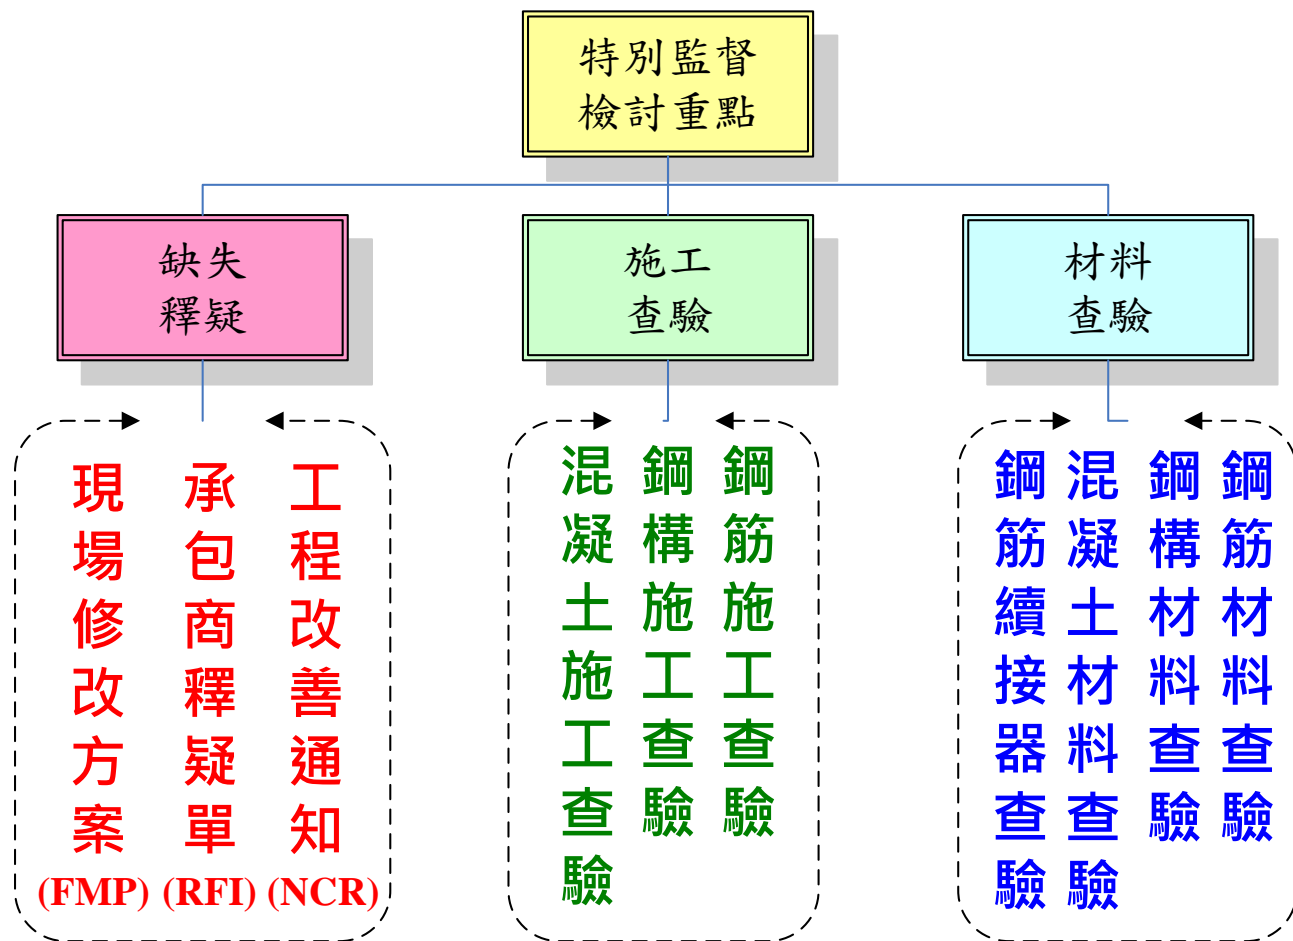 特別監督
檢討重點
缺失
釋疑
施工
查驗
材料
查驗
現場修改方案
(FMP)
承包商釋疑單
(RFI)
工程改善通知
(NCR)
混凝土施工查驗
鋼構施工查驗
鋼筋施工查驗
鋼筋續接器查驗
混凝土材料查驗
鋼構材料查驗
鋼筋材料查驗